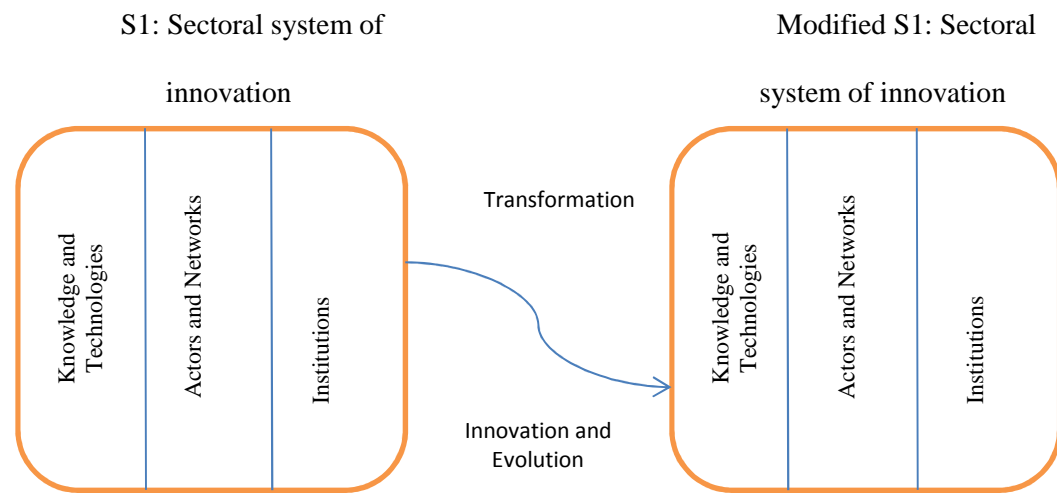 S1: Sectoral system of
innovation
Modified S1: Sectoral
system of innovation
Knowledge and
Technologies
Actors and Networks
Institutions
Transformation
Innovation and
Evolution
Knowledge and
Technologies
Actors and Networks
Institutions